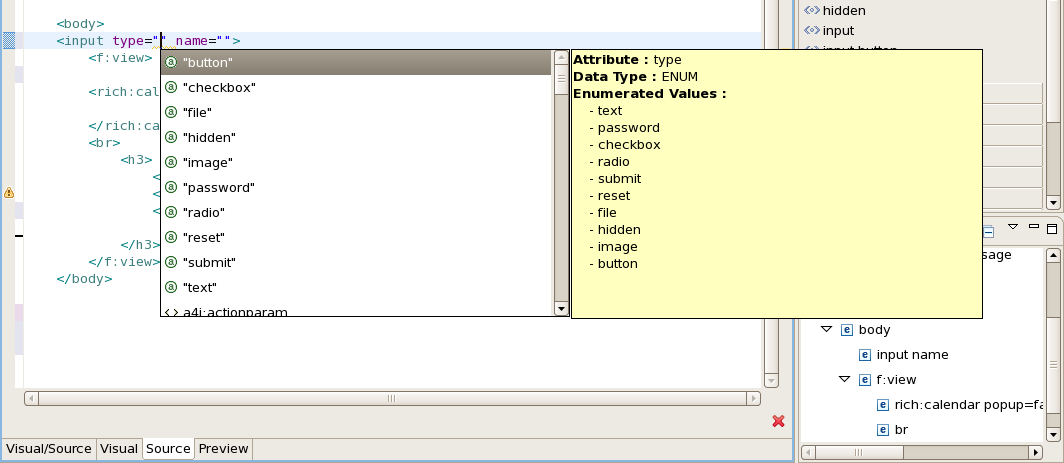 <body>
<input type="" name="">
<f:view>
<rich:cal
</rich:ca
<br>
<h3>
<
<
<
</h3>
</f:view>
</body>
"button"
"checkbox"
"file"
"hidden"
"image"
"password"
"radio"
"reset"
"submit"
"text"
a4j:actionparam
Attribute : type
Data Type : ENUM
Enumerated Values :
- text
- password
- checkbox
- radio
- submit
- reset
- file
- hidden
- image
- button
hidden
input
input button
ssage
body
input name
f:view
rich:calendar popup=fa
br
Visual/Source
Visual
Source
Preview